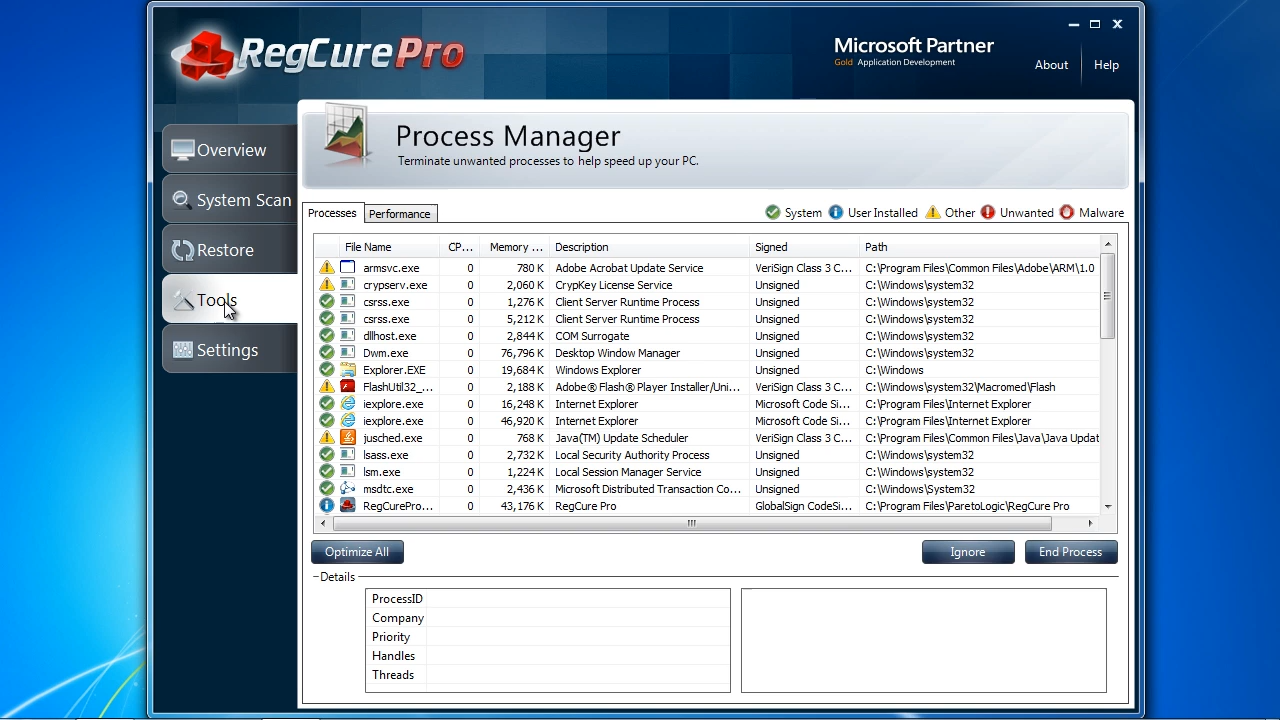 RegCure Pro
Microsoft Partner
Gold Application Development
About Help
Overview
System Scan
Restore
Tools
Settings
Process Manager
Terminate unwanted processes to help speed up your PC.
Processes Performance System User Installed Other Unwanted Malware
File Name CP... Memory ... Description Signed Path
armsvc.exe 0 780 K Adobe Acrobat Update Service VeriSign Class 3 C... C:\Program Files\Common Files\Adobe\ARM\1.0
crypserv.exe 0 2,060 K CrypKey License Service Unsigned C:\Windows\system32
csrss.exe 0 1,276 K Client Server Runtime Process Unsigned C:\Windows\system32
csrss.exe 0 5,212 K Client Server Runtime Process Unsigned C:\Windows\system32
dllhost.exe 0 2,844 K COM Surrogate Unsigned C:\Windows\system32
Dwm.exe 0 76,796 K Desktop Window Manager Unsigned C:\Windows\system32
Explorer.EXE 0 19,684 K Windows Explorer Unsigned C:\Windows
FlashUtil32_... 0 2,188 K Adobe® Flash® Player Installer/Uni... VeriSign Class 3 C... C:\Windows\system32\Macromed\Flash
iexplore.exe 0 16,248 K Internet Explorer Microsoft Code Si... C:\Program Files\Internet Explorer
iexplore.exe 0 46,920 K Internet Explorer Microsoft Code Si... C:\Program Files\Internet Explorer
jusched.exe 0 768 K Java(TM) Update Scheduler VeriSign Class 3 C... C:\Program Files\Common Files\Java\Java Updat
lsass.exe 0 2,732 K Local Security Authority Process Unsigned C:\Windows\system32
lsm.exe 0 1,224 K Local Session Manager Service Unsigned C:\Windows\system32
msdtc.exe 0 2,436 K Microsoft Distributed Transaction Co... Unsigned C:\Windows\System32
RegCurePro... 0 43,176 K RegCure Pro GlobalSign CodeSi... C:\Program Files\ParetoLogic\RegCure Pro
Optimize All Ignore End Process
Details
ProcessID
Company
Priority
Handles
Threads